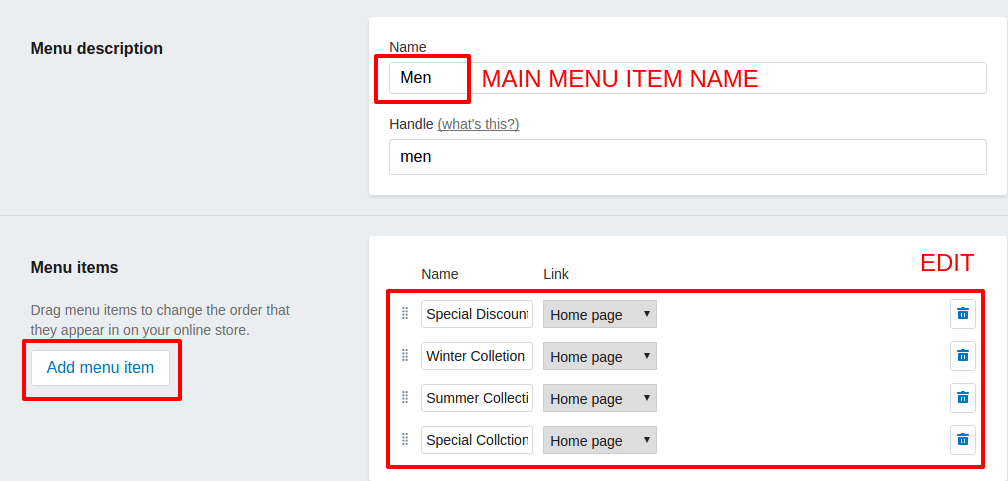 Menu description
Name
Men
MAIN MENU ITEM NAME
Handle (what's this?)
men
Menu items
Drag menu items to change the order that
they appear in on your online store.
Add menu item
EDIT
Name Link
Special Discount Home page
Winter Colletion Home page
Summer Collecti Home page
Special Collction Home page